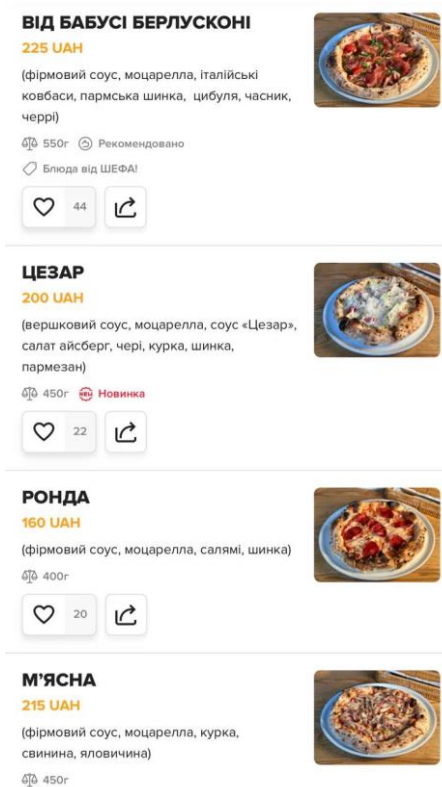 ВІД БАБУСІ БЕРЛУСКОНІ
225 UAH
(фірмовий соус, моцарелла, італійські
ковбаси, пармська шинка, цибуля, часник,
черрі)
550г Рекомендовано
Блюда від ШЕФА!
44
ЦЕЗАР
200 UAH
(вершковий соус, моцарелла, соус «Цезар»,
салат айсберг, чері, курка, шинка,
пармезан)
450г Новинка
22
РОНДА
160 UAH
(фірмовий соус, моцарелла, салямі, шинка)
400г
20
М’ЯСНА
215 UAH
(фірмовий соус, моцарелла, курка,
свинина, яловичина)
450г